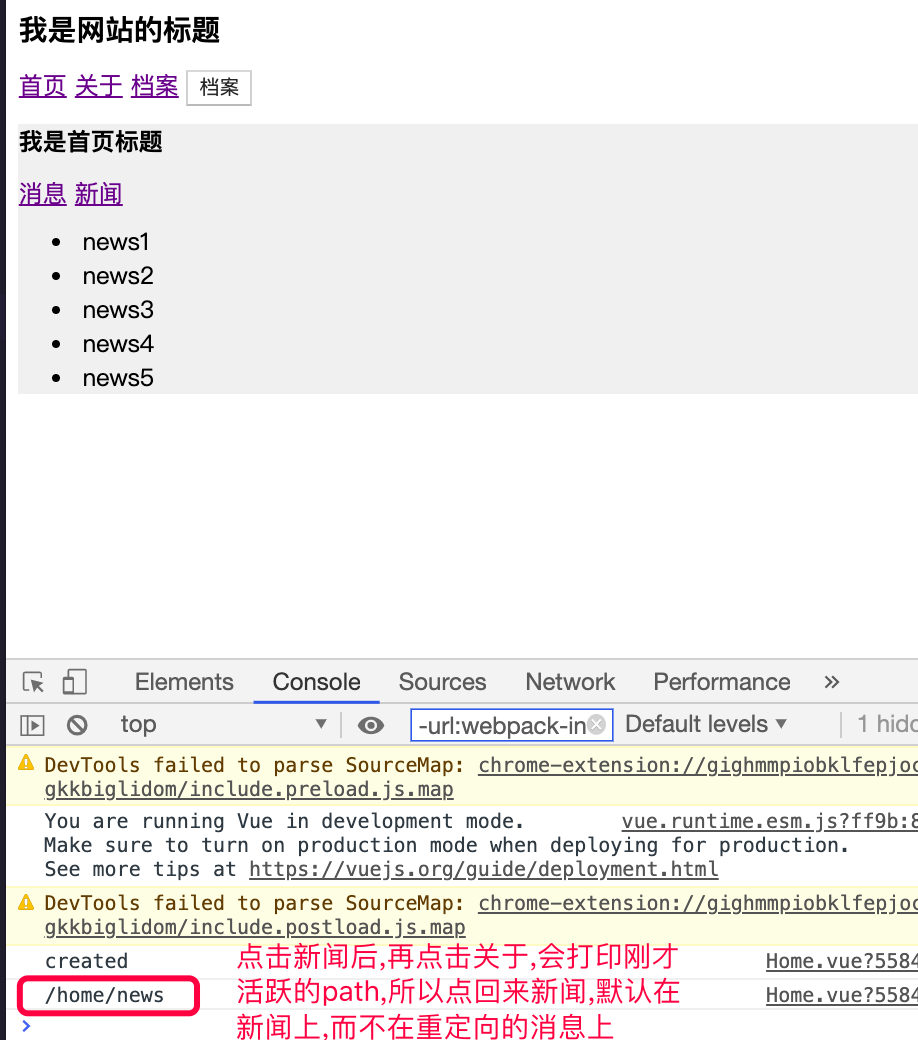 我是网站的标题
首页 关于 档案 档案
我是首页标题
消息 新闻
news1
news2
news3
news4
news5
Elements Console Sources Network Performance »
top -url:webpack-in Default levels 1 hidd
DevTools failed to parse SourceMap: chrome-extension://gighmmpiobklfepjoc
gkkbiglidom/include.preload.js.map
You are running Vue in development mode. vue.runtime.esm.js?ff9b:8
Make sure to turn on production mode when deploying for production.
See more tips at https://vuejs.org/guide/deployment.html
DevTools failed to parse SourceMap: chrome-extension://gighmmpiobklfepjoc
gkkbiglidom/include.postload.js.map
created Home.vue?5584
/home/news Home.vue?5584
点击新闻后,再点击关于,会打印刚才
活跃的path,所以点回来新闻,默认在
新闻上,而不在重定向的消息上